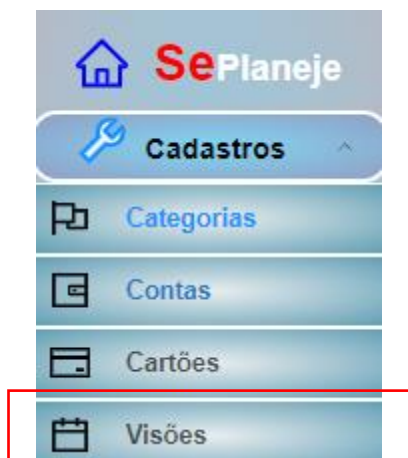 SePlaneje
Cadastros
Categorias
Contas
Cartões
Visões